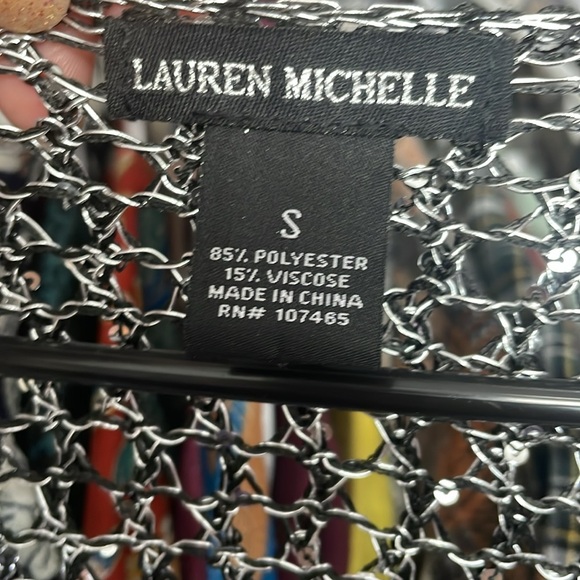 LAUREN MICHELLE
S
85% POLYESTER
15% VISCOSE
MADE IN CHINA
RN# 107465